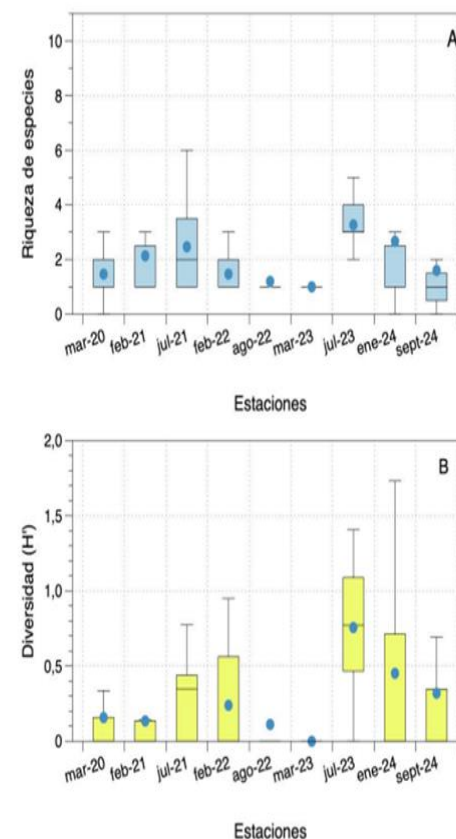 A
Riqueza de especies
10
8
6
4
2
0
mar-20 feb-21 jul-21 feb-22 ago-22 mar-23 jul-23 ene-24 sept-24
Estaciones
B
Diversidad (H')
2,0
1,5
1,0
0,5
0
mar-20 feb-21 jul-21 feb-22 ago-22 mar-23 jul-23 ene-24 sept-24
Estaciones